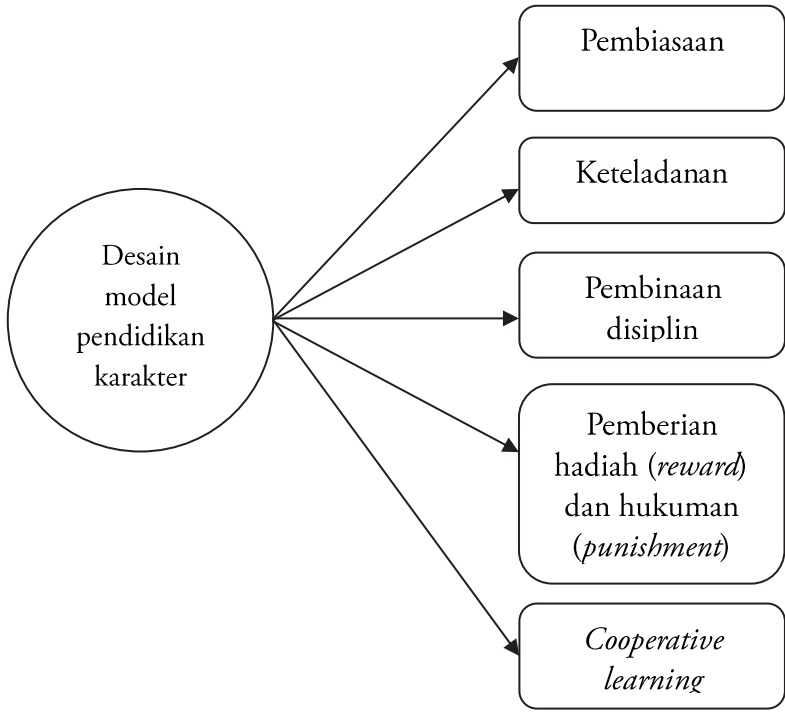 Pembiasaan
Keteladanan
Desain
model
pendidikan
karakter
Pembinaan
disiplin
Pemberian
hadiah (reward)
dan hukuman
(punishment)
Cooperative
learning